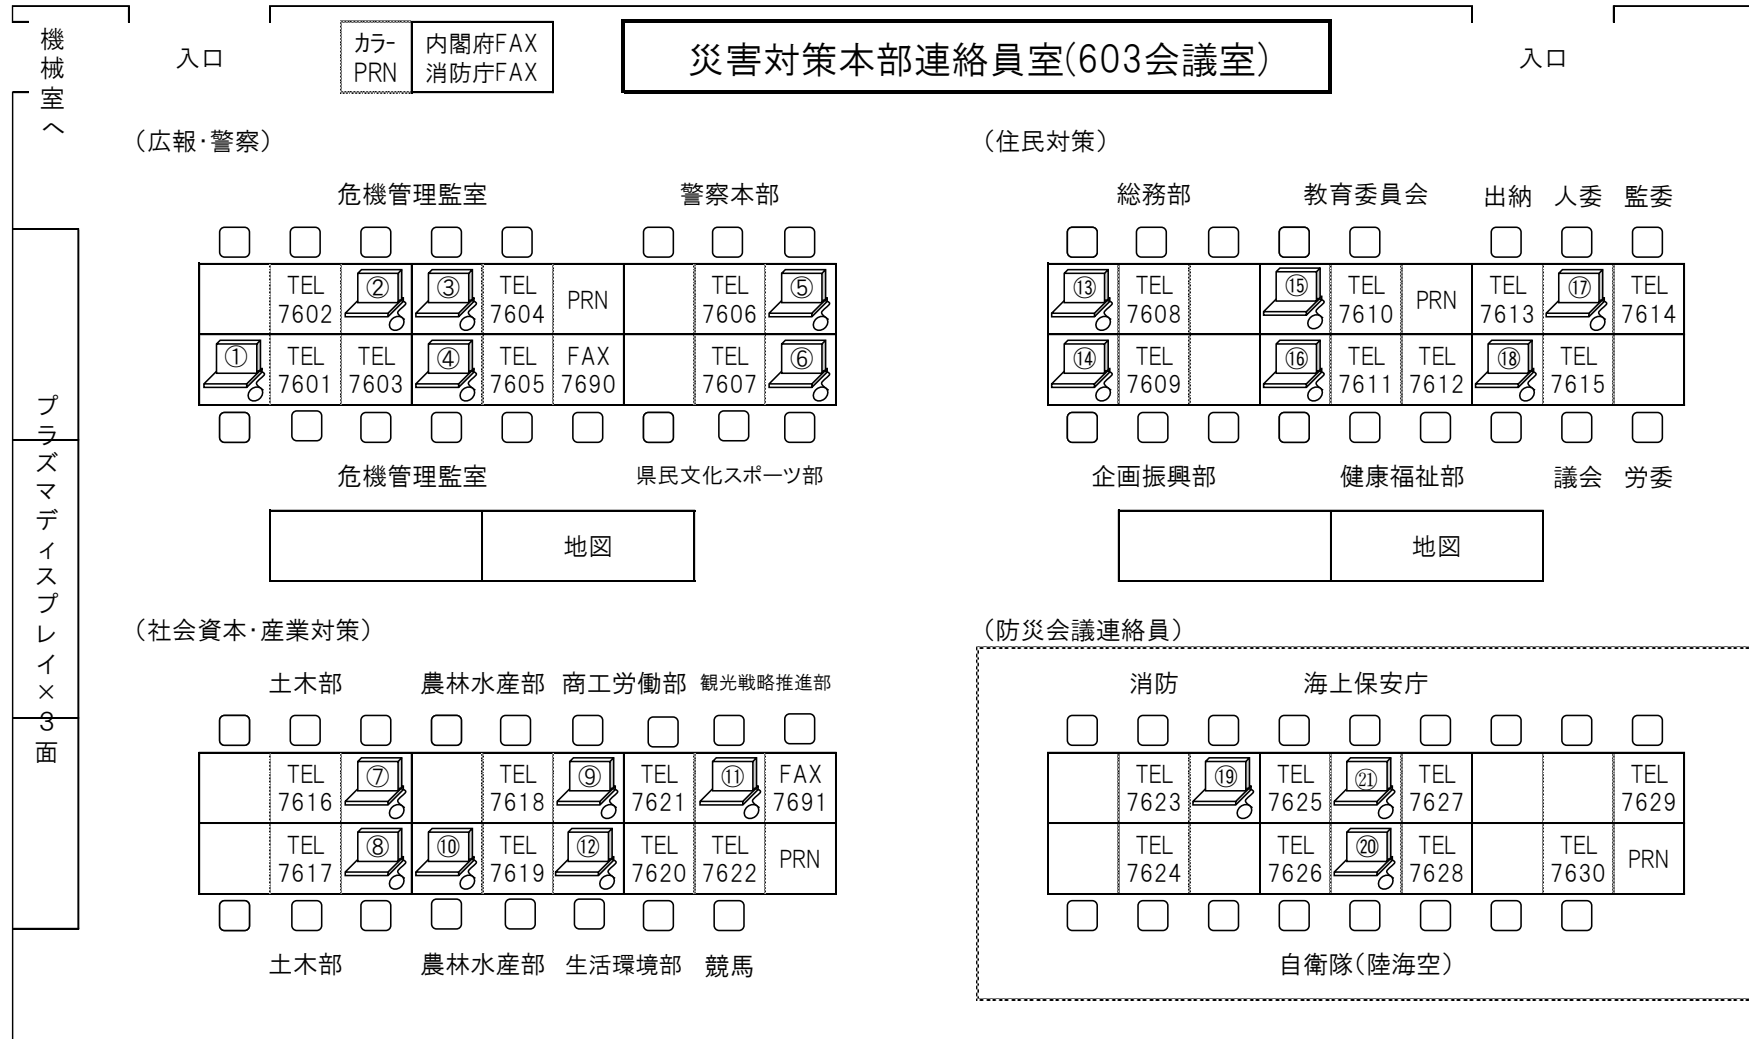 機械室へ
入口
カラー
PRN
内閣府FAX
消防庁FAX
災害対策本部連絡員室(603会議室)
入口
プラズマディスプレイ×3面
(広報・警察)
危機管理監室
警察本部
TEL
7602
②
③
TEL
7604
PRN
TEL
7606
⑤
①
TEL
7601
TEL
7603
④
TEL
7605
FAX
7690
TEL
7607
⑥
危機管理監室
県民文化スポーツ部
地図
(住民対策)
総務部
教育委員会
出納
人委
監委
⑬
TEL
7608
⑮
TEL
7610
PRN
TEL
7613
⑰
TEL
7614
⑭
TEL
7609
⑯
TEL
7611
TEL
7612
⑱
TEL
7615
企画振興部
健康福祉部
議会
労委
地図
(社会資本・産業対策)
土木部
農林水産部
商工労働部
観光戦略推進部
TEL
7616
⑦
TEL
7618
⑨
TEL
7621
⑪
FAX
7691
TEL
7617
⑧
⑩
TEL
7619
⑫
TEL
7620
TEL
7622
PRN
土木部
農林水産部
生活環境部
競馬
(防災会議連絡員)
消防
海上保安庁
TEL
7623
⑲
TEL
7625
㉑
TEL
7627
TEL
7629
TEL
7624
TEL
7626
⑳
TEL
7628
TEL
7630
PRN
自衛隊(陸海空)